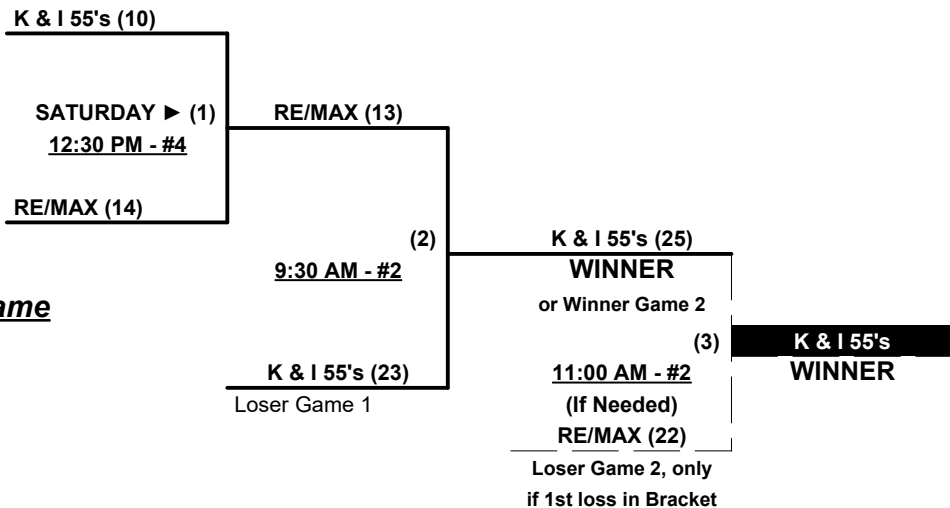 K & I 55's (10)
SATURDAY ► (1)
12:30 PM - #4
RE/MAX (13)
RE/MAX (14)
(2)
9:30 AM - #2
K & I 55's (25)
WINNER
or Winner Game 2
ame
(3)
K & I 55's
WINNER
K & I 55's (23)
Loser Game 1
11:00 AM - #2
(If Needed)
RE/MAX (22)
Loser Game 2, only
if 1st loss in Bracket